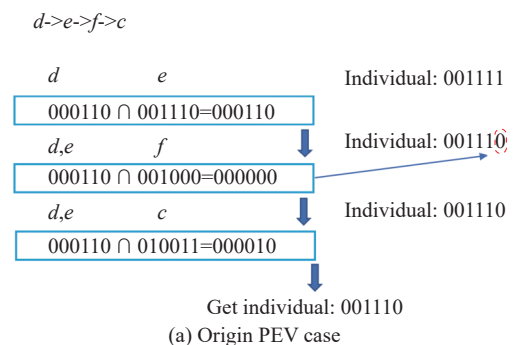 d->e->f->c
d e Individual: 001111
000110 ∩ 001110=000110
d,e f Individual: 001110
000110 ∩ 001000=000000
d,e c Individual: 001110
000110 ∩ 010011=000010
Get individual: 001110
(a) Origin PEV case